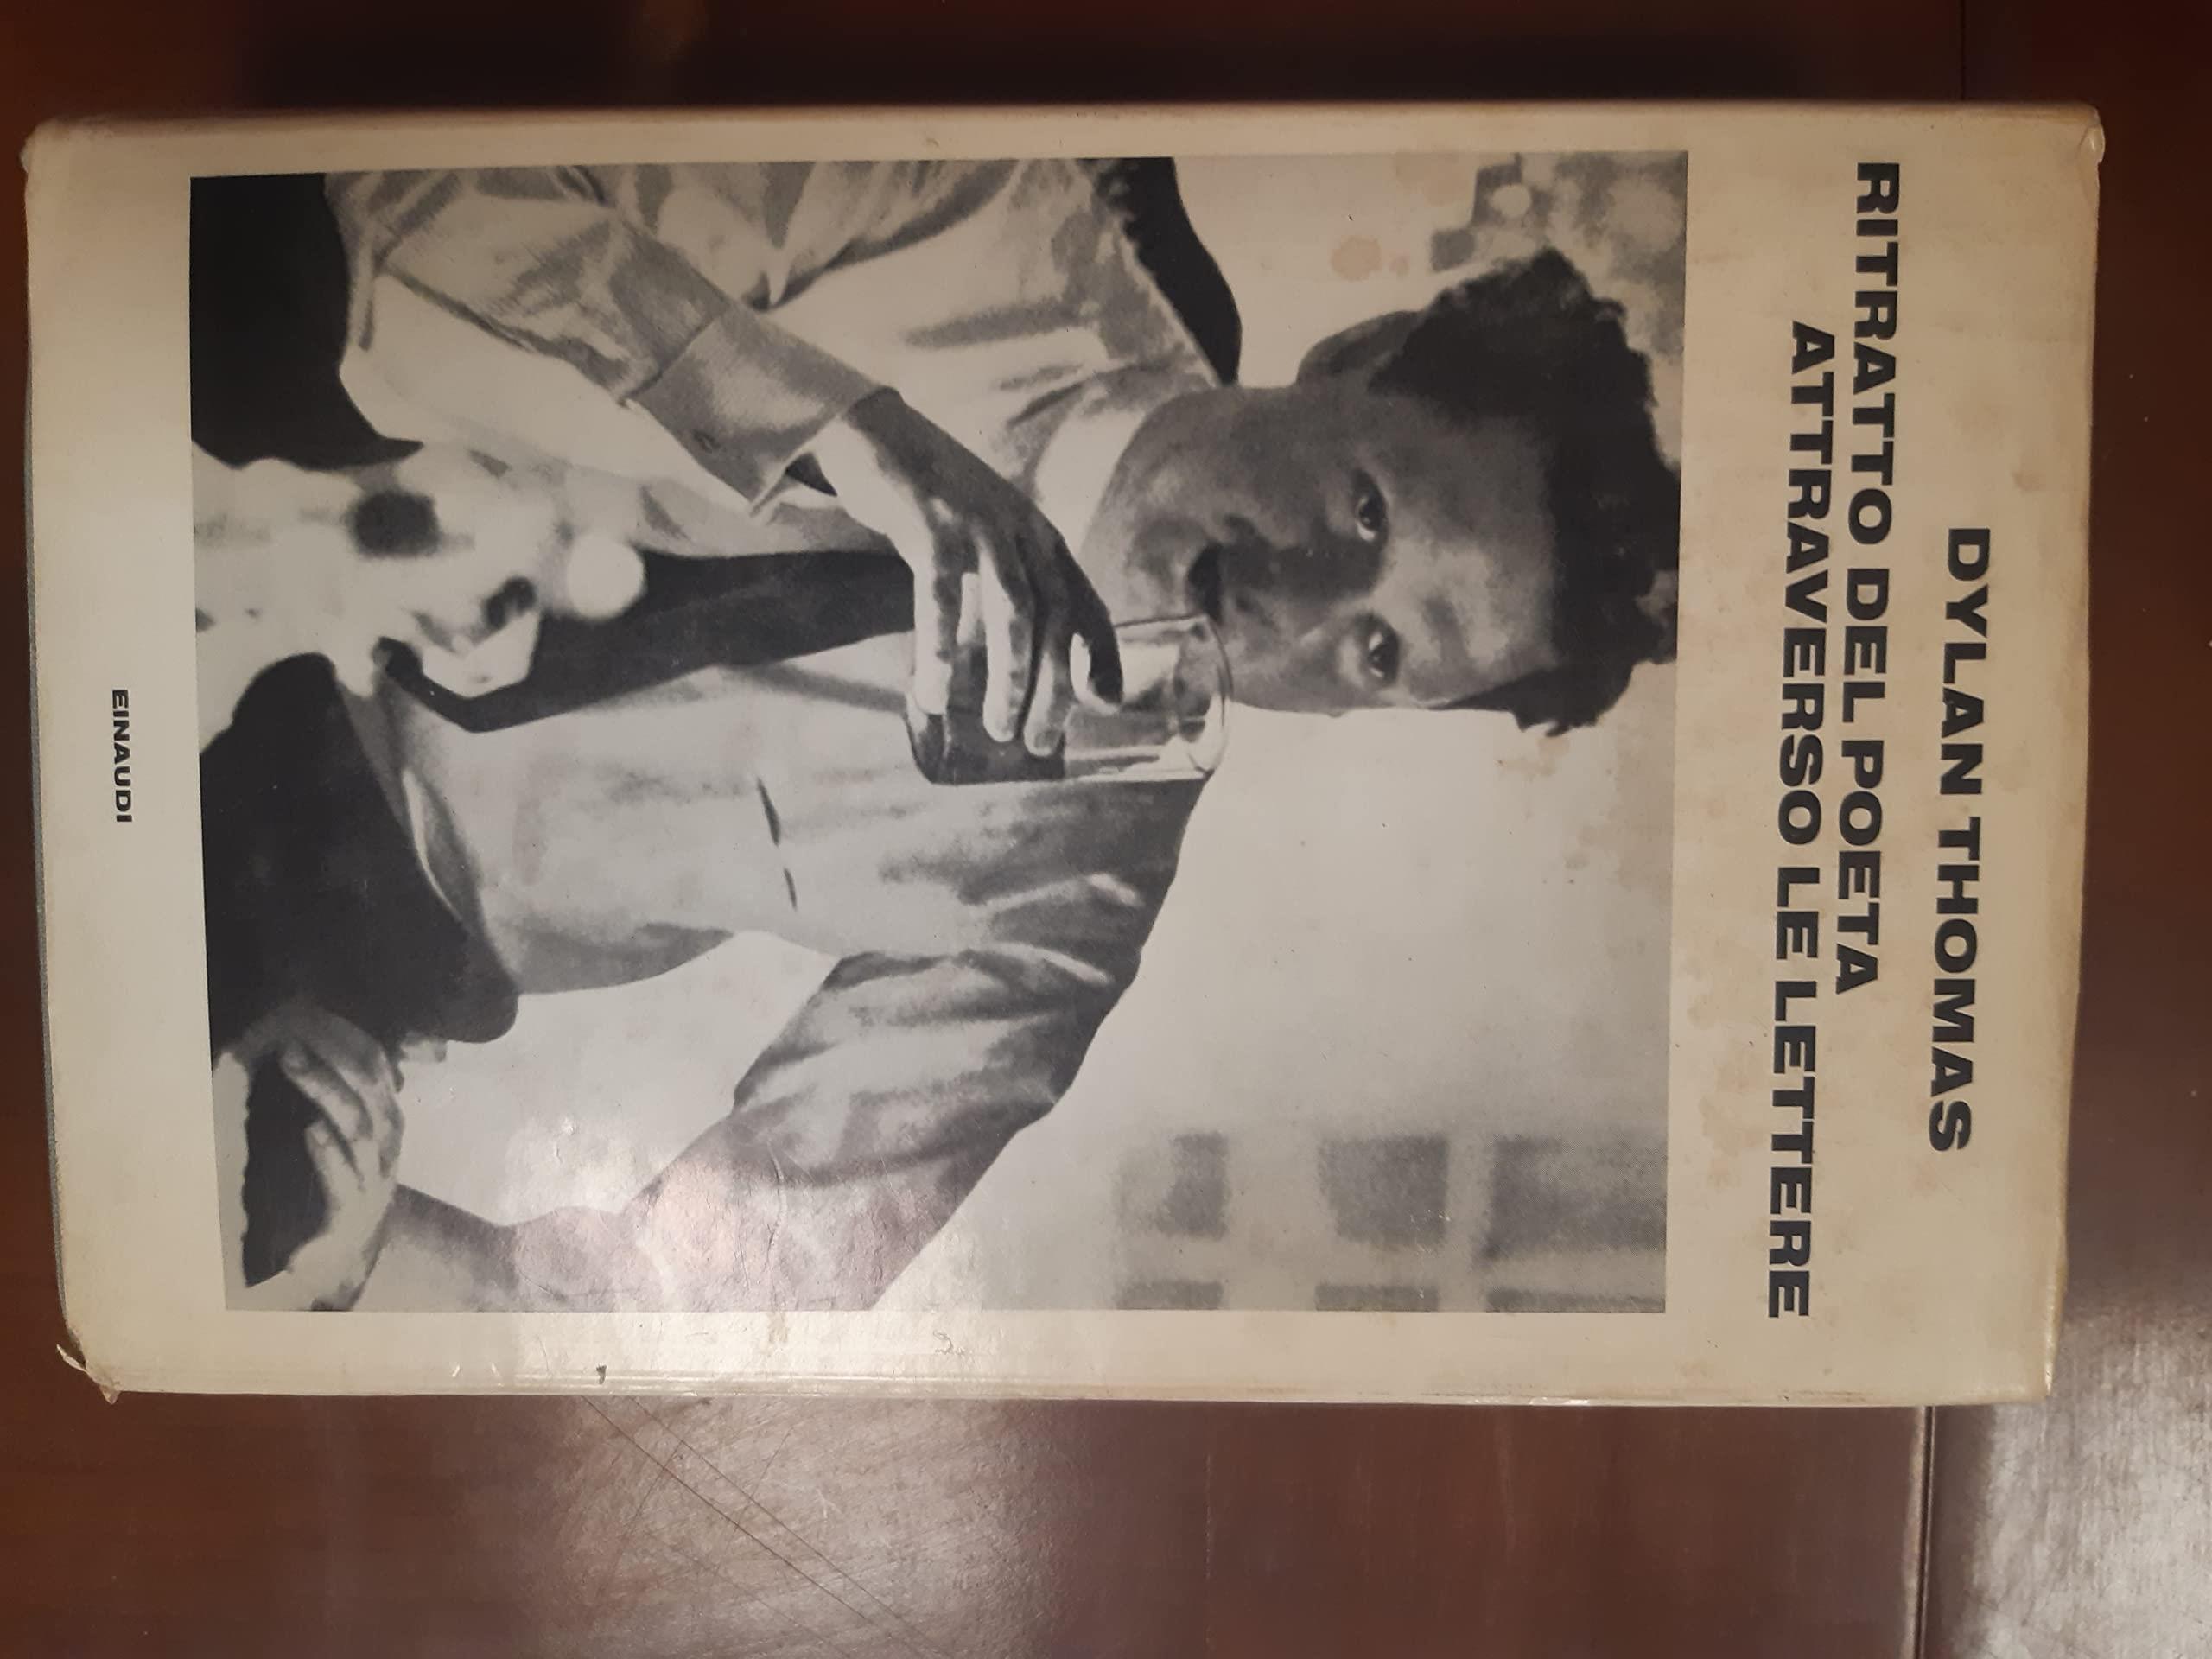 DYLAN THOMAS
RITRATTO DEL POETA
ATTRAVERSO LE LETTERE
EINAUDI